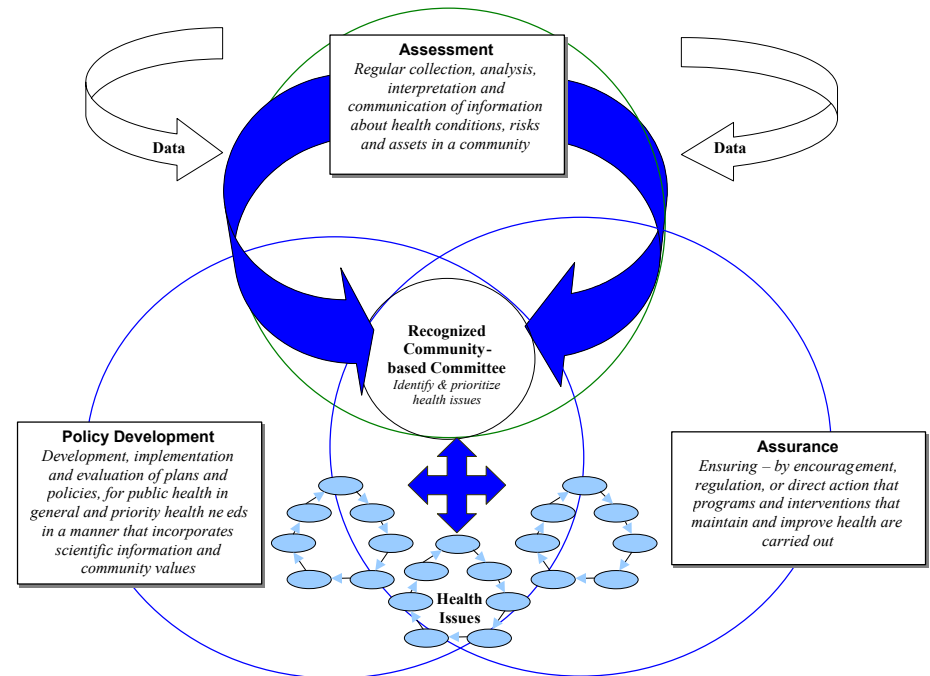 Assessment
Regular collection, analysis,
interpretation and
communication of information
about health conditions, risks
and assets in a community
Data
Data
Recognized
Community-
based Committee
Identify & prioritize
health issues
Policy Development
Development, implementation
and evaluation of plans and
policies, for public health in
general and priority health ne eds
in a manner that incorporates
scientific information and
community values
Assurance
Ensuring – by encouragement,
regulation, or direct action that
programs and interventions that
maintain and improve health are
carried out
Health
Issues